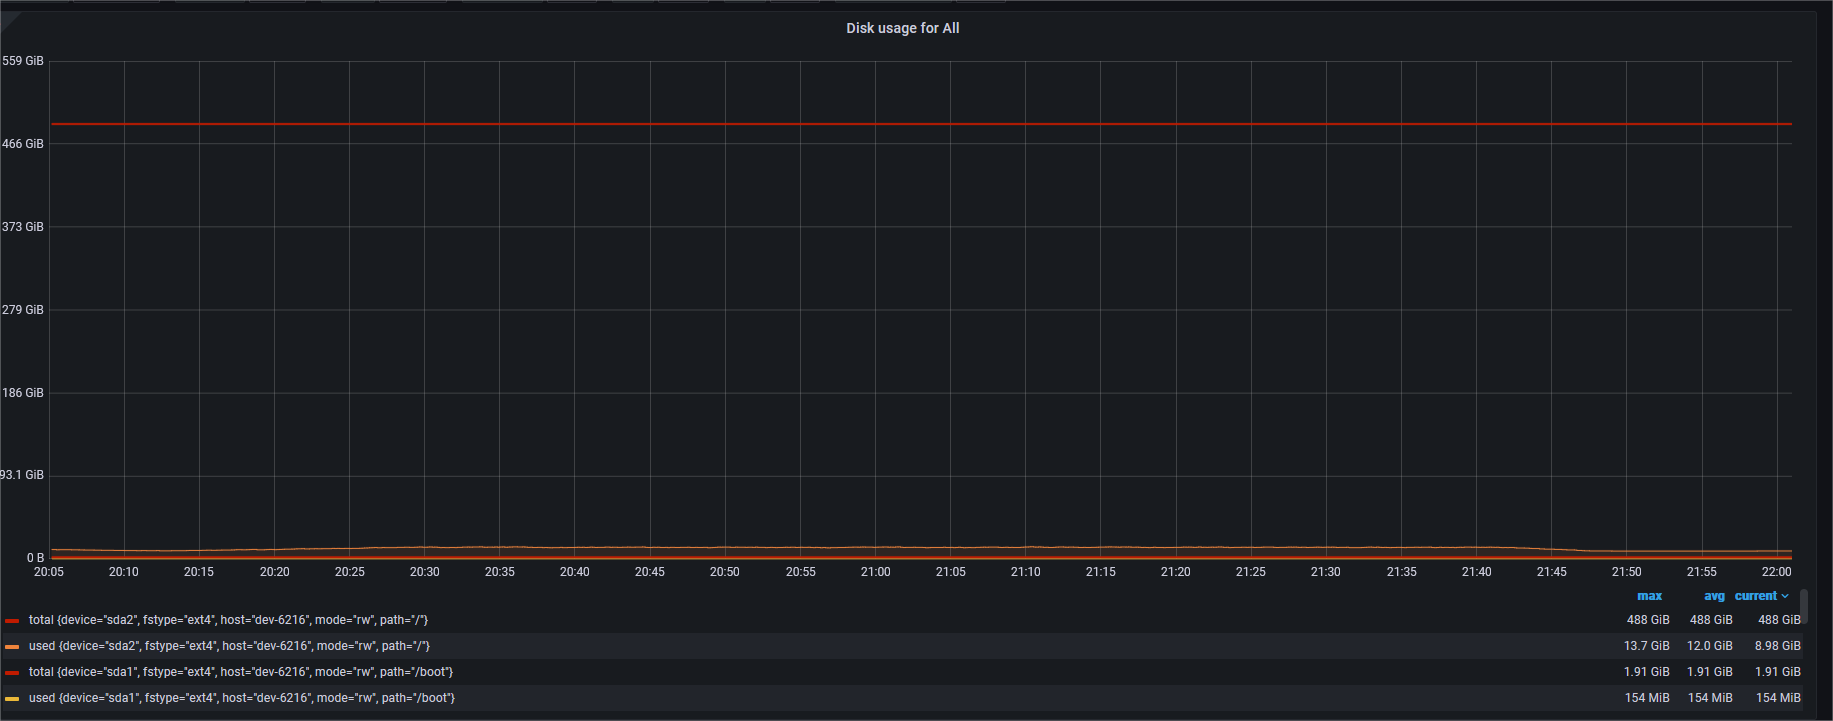 Disk usage for All
559 GiB
466 GiB
373 GiB
279 GiB
186 GiB
93.1 GiB
0 B
20:05 20:10 20:15 20:20 20:25 20:30 20:35 20:40 20:45 20:50 20:55 21:00 21:05 21:10 21:15 21:20 21:25 21:30 21:35 21:40 21:45 21:50 21:55 22:00
max avg current
total {device="sda2", fstype="ext4", host="dev-6216", mode="rw", path="/"} 488 GiB 488 GiB 488 GiB
used {device="sda2", fstype="ext4", host="dev-6216", mode="rw", path="/"} 13.7 GiB 12.0 GiB 8.98 GiB
total {device="sda1", fstype="ext4", host="dev-6216", mode="rw", path="/boot"} 1.91 GiB 1.91 GiB 1.91 GiB
used {device="sda1", fstype="ext4", host="dev-6216", mode="rw", path="/boot"} 154 MiB 154 MiB 154 MiB